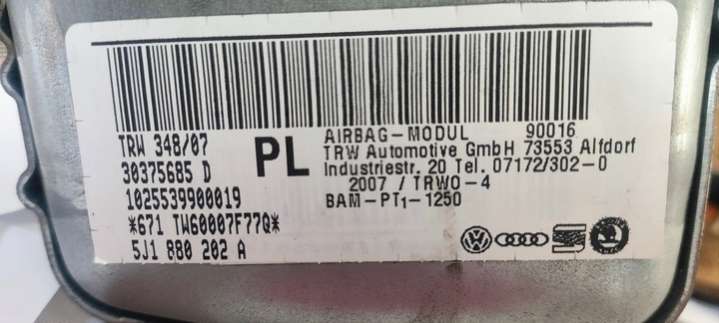 TRW 348/07
30375685 D
1025539900019
*671 TW60007F77Q*
5J1 880 202 A
PL
AIRBAG-MODUL 90016
TRW Automotive GmbH 73553 Alfdorf
Industriestr. 20 Tel. 07172/302-0
2007 / TRWO-4
BAM-PT1-1250